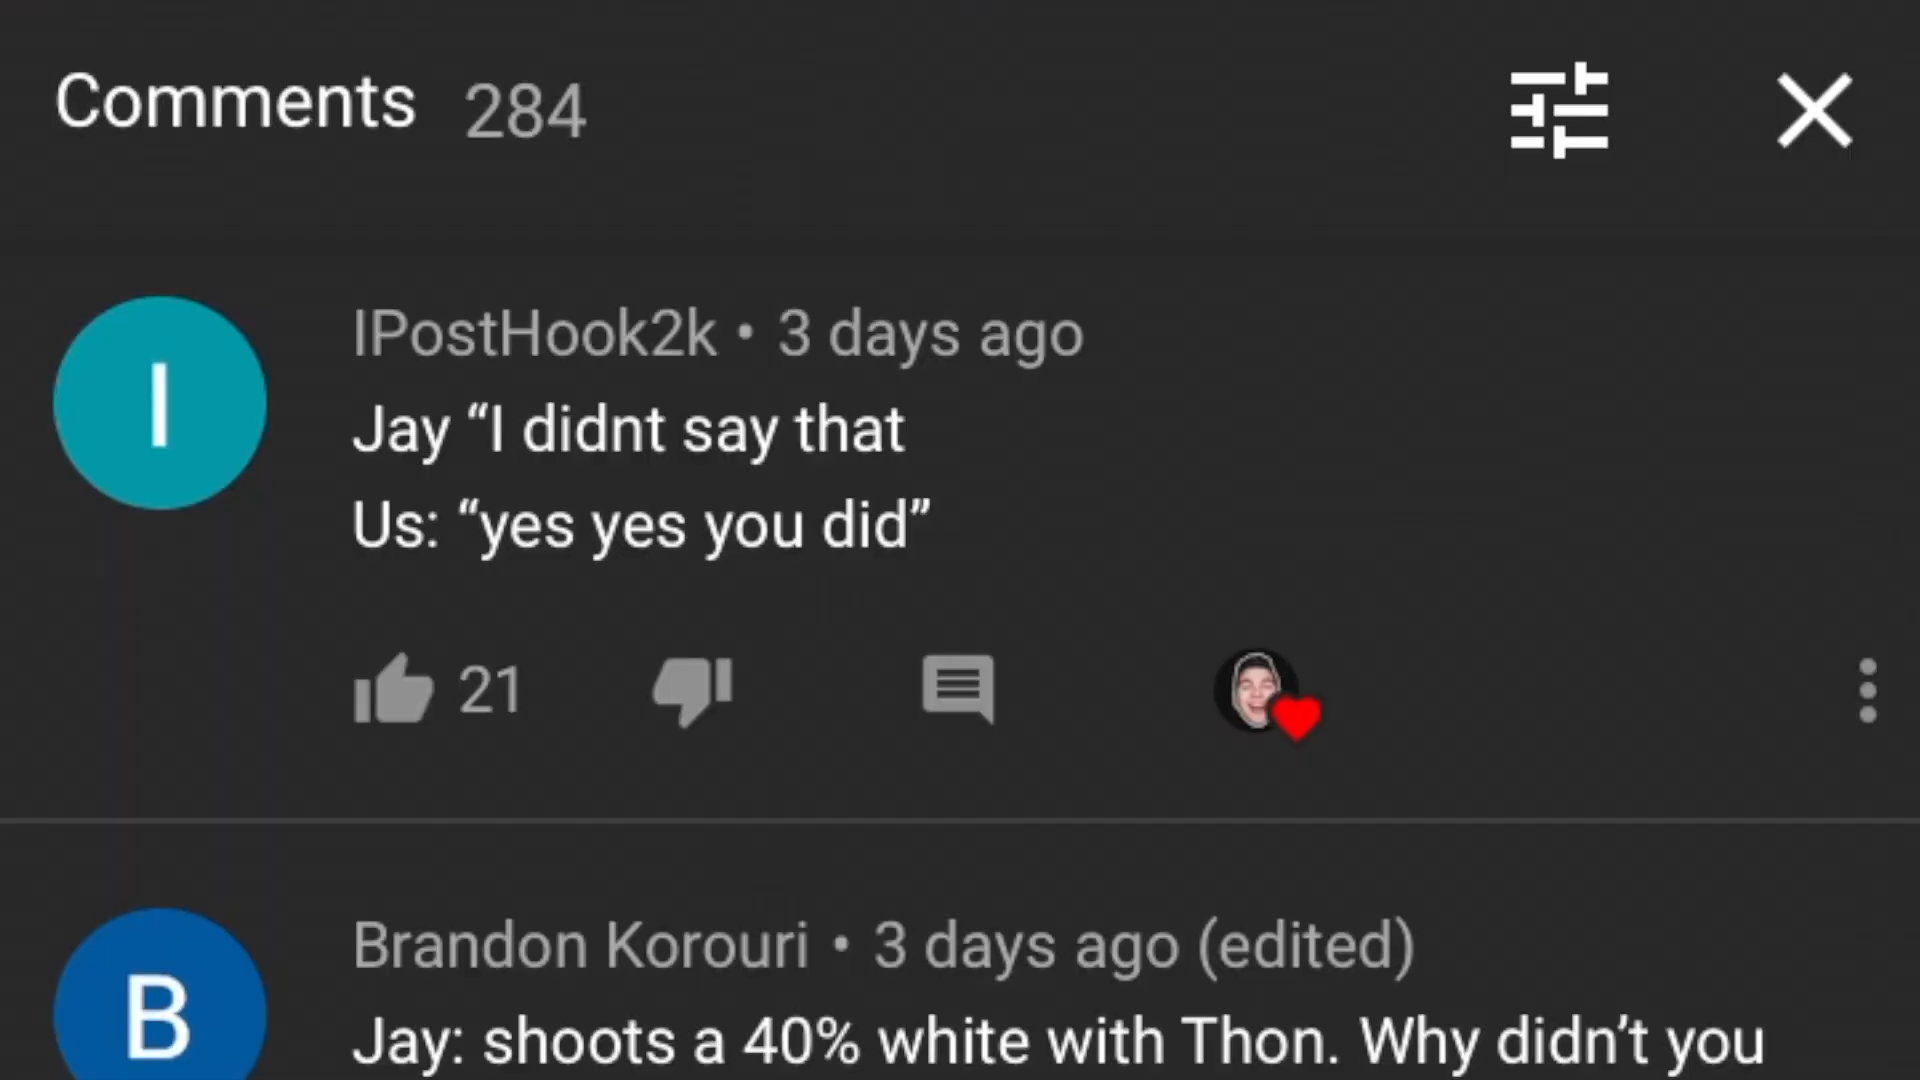 Comments 284
I
IPostHook2k • 3 days ago
Jay “I didnt say that
Us: “yes yes you did”
21
B
Brandon Korouri • 3 days ago (edited)
Jay: shoots a 40% white with Thon. Why didn’t you